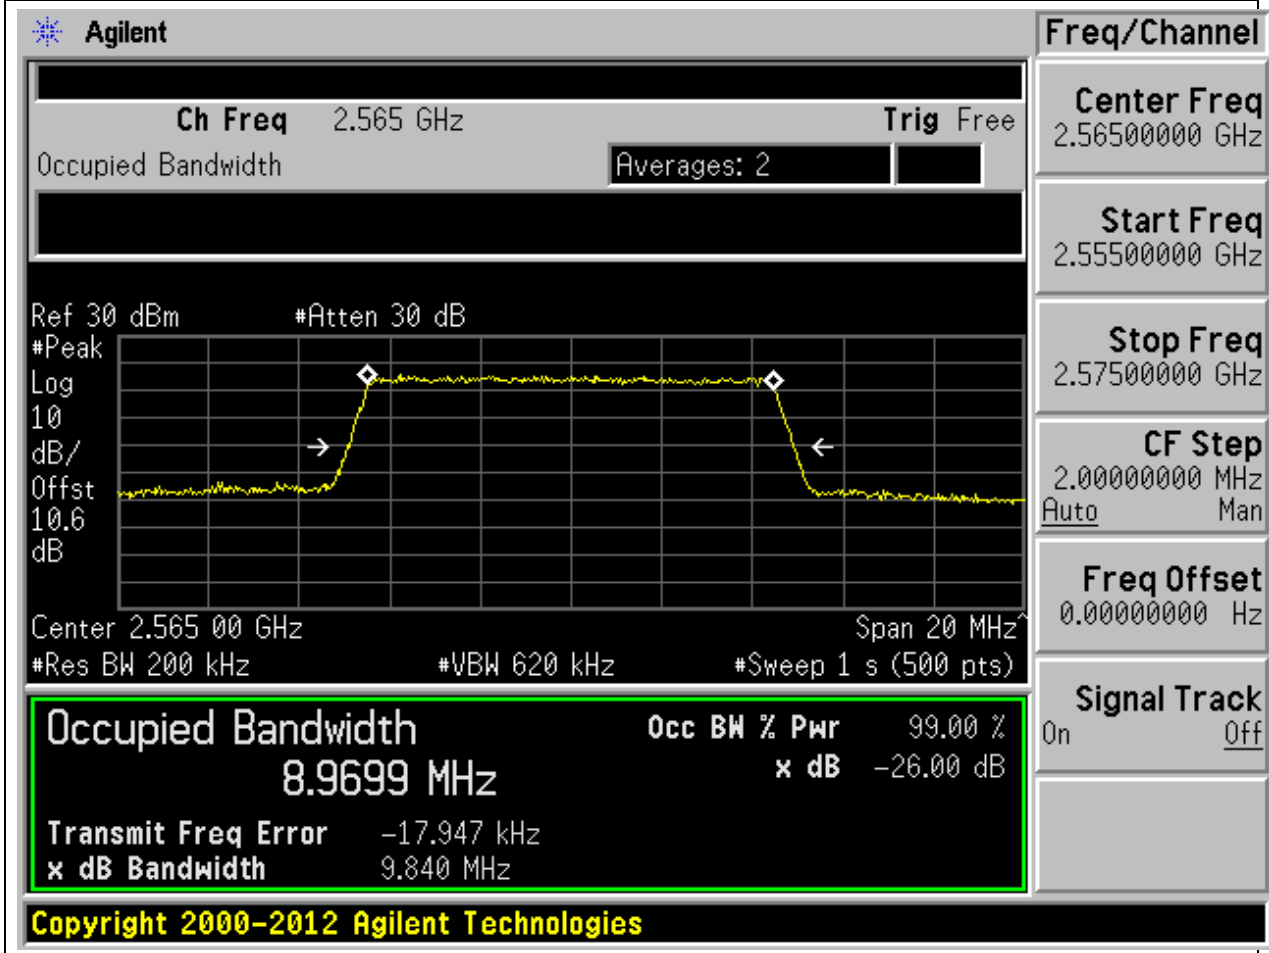 Agilent
Freq/Channel
Ch Freq 2.565 GHz Trig Free
Occupied Bandwidth Averages: 2
Center Freq
2.56500000 GHz
Start Freq
2.55500000 GHz
Stop Freq
2.57500000 GHz
CF Step
2.00000000 MHz
Auto Man
Freq Offset
0.00000000 Hz
Signal Track
On Off
Ref 30 dBm #Atten 30 dB
#Peak
Log
10
dB/
Offst
10.6
dB
Center 2.565 00 GHz Span 20 MHz^
#Res BW 200 kHz #VBW 620 kHz #Sweep 1 s (500 pts)
Occupied Bandwidth
8.9699 MHz
Occ BW % Pwr 99.00 %
x dB -26.00 dB
Transmit Freq Error -17.947 kHz
x dB Bandwidth 9.840 MHz
Copyright 2000-2012 Agilent Technologies